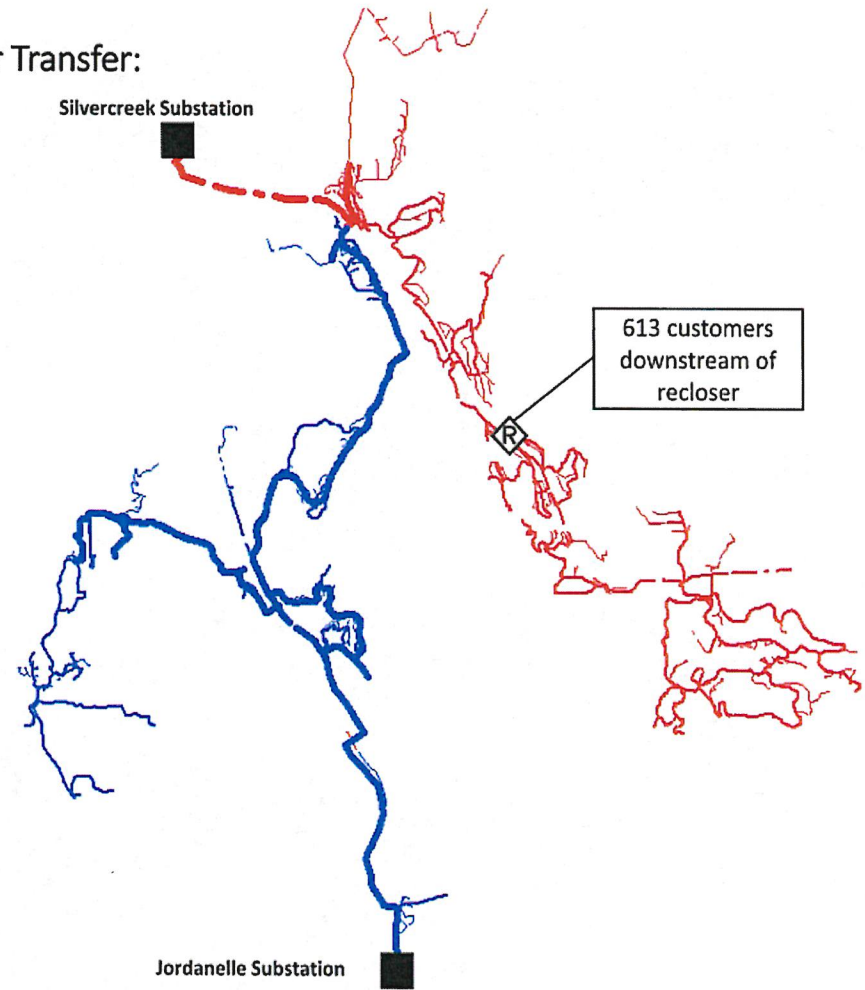 Transfer:
Silvercreek Substation
613 customers
downstream of
recloser
R
Jordanelle Substation